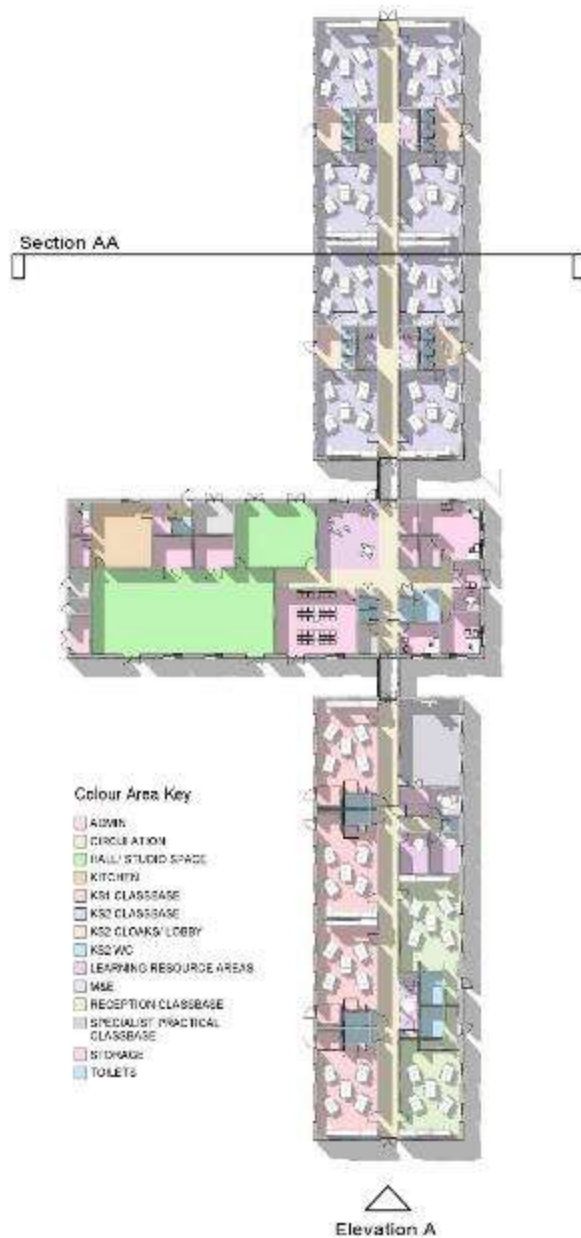 Section AA
Colour Area Key
ADMIN
CIRCULATION
HALL/ STUDIO SPACE
KITCHEN
KS1 CLASSBASE
KS2 CLASSBASE
KS2 CLOAKS/ LOBBY
KS2 WC
LEARNING RESOURCE AREAS
M&E
RECEPTION CLASSBASE
SPECIALIST PRACTICAL
CLASSBASE
STORAGE
TOILETS
Elevation A